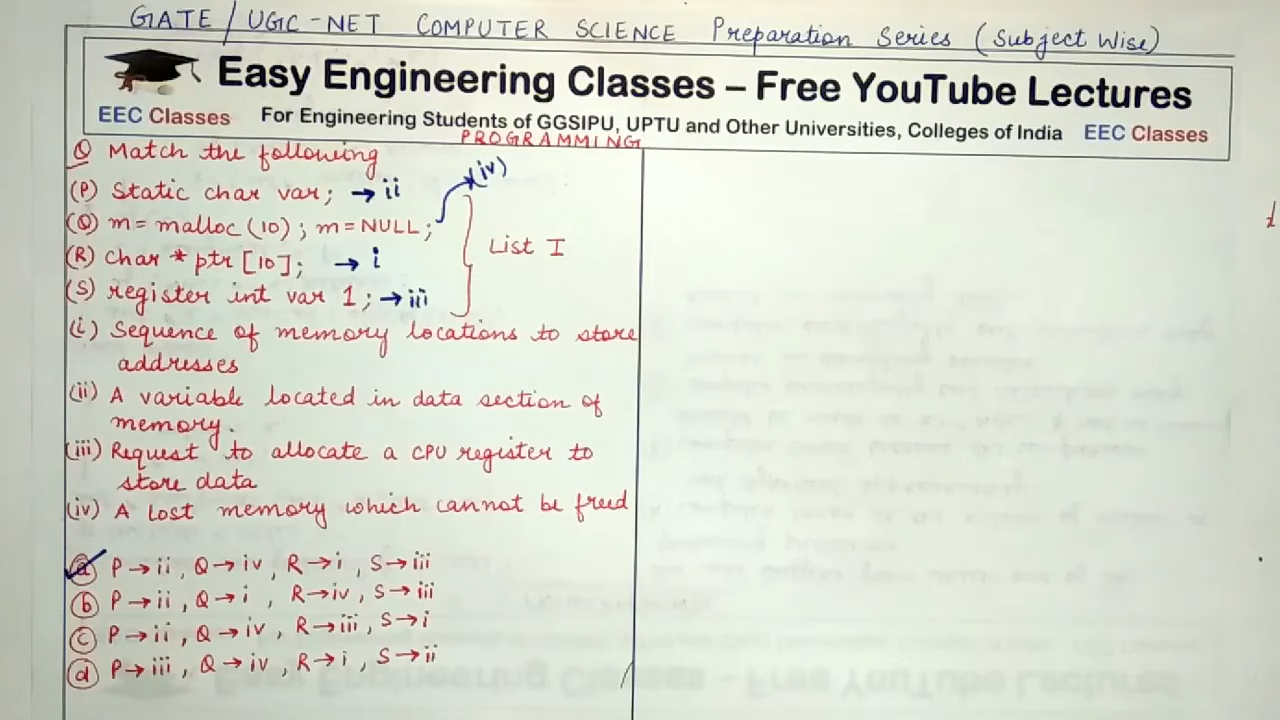 GATE / UGC-NET COMPUTER SCIENCE Preparation Series (Subject Wise)
Easy Engineering Classes – Free YouTube Lectures
EEC Classes For Engineering Students of GGSIPU, UPTU and Other Universities, Colleges of India EEC Classes
PROGRAMMING
Q Match the following
(P) Static char var; → ii
(Q) m = malloc (10); m = NULL; (iv)
List I
(R) char * ptr [10]; → i
(S) register int var 1; → iii
(i) Sequence of memory locations to store
addresses
(ii) A variable located in data section of
memory.
(iii) Request to allocate a CPU register to
store data
(iv) A lost memory which cannot be freed
(a) P → ii, Q → iv, R → i, S → iii
(b) P → ii, Q → i, R → iv, S → iii
(c) P → ii, Q → iv, R → iii, S → i
(d) P → iii, Q → iv, R → i, S → ii